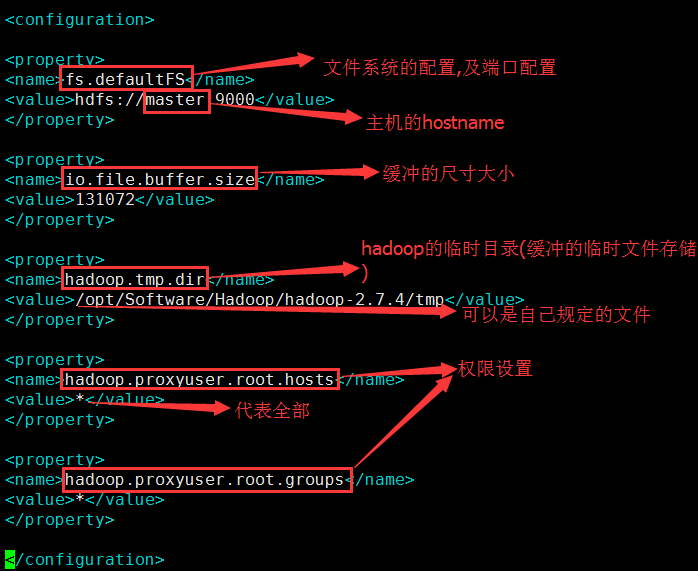 <configuration>
<property>
<name>fs.defaultFS</name>
文件系统的配置,及端口配置
<value>hdfs://master:9000</value>
主机的hostname
</property>
<property>
<name>io.file.buffer.size</name>
缓冲的尺寸大小
<value>131072</value>
</property>
<property>
hadoop的临时目录(缓冲的临时文件存储
)
<name>hadoop.tmp.dir</name>
<value>/opt/Software/Hadoop/hadoop-2.7.4/tmp</value>
可以是自己规定的文件
</property>
<property>
<name>hadoop.proxyuser.root.hosts</name>
权限设置
<value>*</value>
代表全部
</property>
<property>
<name>hadoop.proxyuser.root.groups</name>
<value>*</value>
</property>
</configuration>